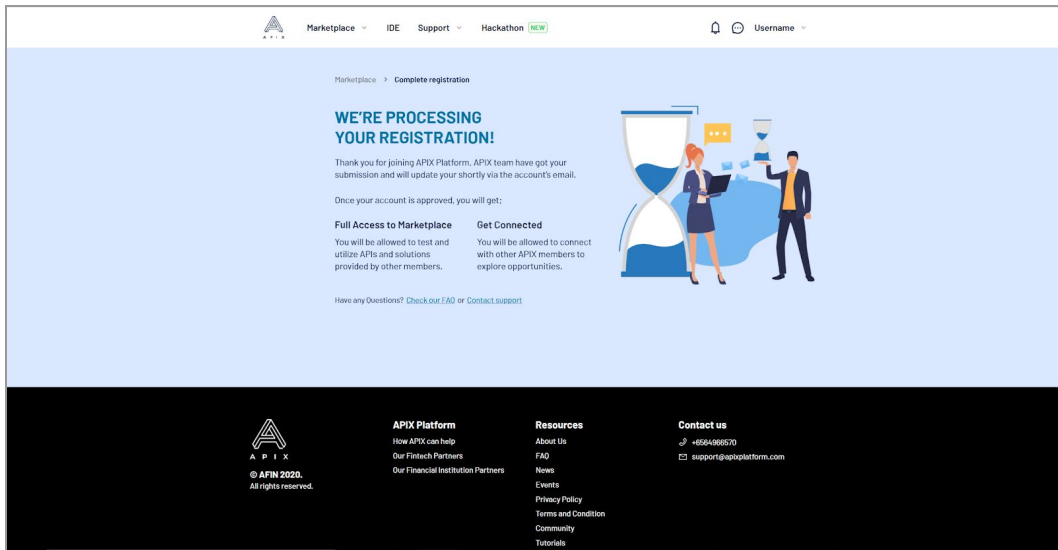 APIX
Marketplace
IDE
Support
Hackathon NEW
Username
Marketplace > Complete registration
WE'RE PROCESSING
YOUR REGISTRATION!
Thank you for joining APIX Platform. APIX team have got your
submission and will update your shortly via the account's email.
Once your account is approved, you will get:
Full Access to Marketplace
You will be allowed to test and
utilize APIs and solutions
provided by other members.
Get Connected
You will be allowed to connect
with other APIX members to
explore opportunities.
Have any Questions? Check our FAQ or Contact support
APIX
© AFIN 2020.
All rights reserved.
APIX Platform
How APIX can help
Our Fintech Partners
Our Financial Institution Partners
Resources
About Us
FAQ
News
Events
Privacy Policy
Terms and Condition
Community
Tutorials
Contact us
+6564966570
support@apixplatform.com